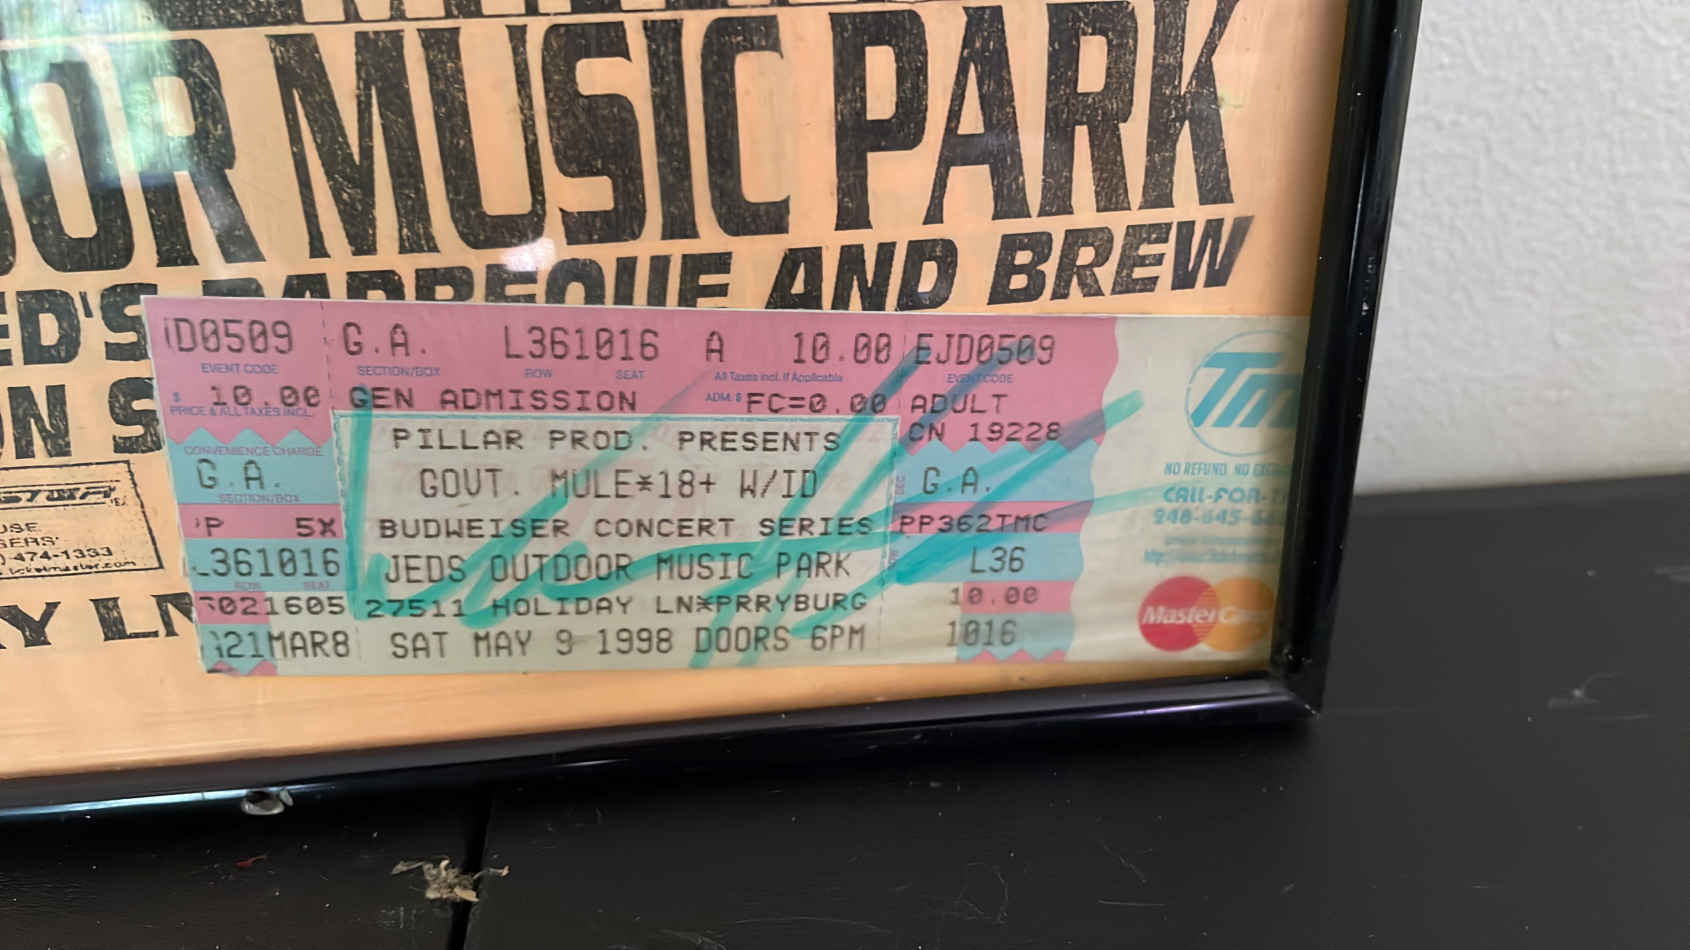 MUSIC PARK
ED'S BARBEQUE AND BREW
474-1333
Y LN
D0509 G.A. L361016 A 10.00 EJD0509
EVENT CODE SECTION/BOX ROW SEAT All Taxes Incl. If Applicable EVENT CODE
$ 10.00 GEN ADMISSION ADM. $ FC=0.00 ADULT
PRICE & ALL TAXES INCL.
PILLAR PROD. PRESENTS CN 19228
CONVENIENCE CHARGE
G.A. GOVT. MULE*18+ W/ID G.A.
SECTION/BOX
P 5X BUDWEISER CONCERT SERIES PP362TMC
L361016 JEDS OUTDOOR MUSIC PARK L36
ROW SEAT
021605 27511 HOLIDAY LN*PRRYBURG 10.00
21MAR8 SAT MAY 9 1998 DOORS 6PM 1016
TM
NO REFUND NO
CALL-FOR-
MasterCard